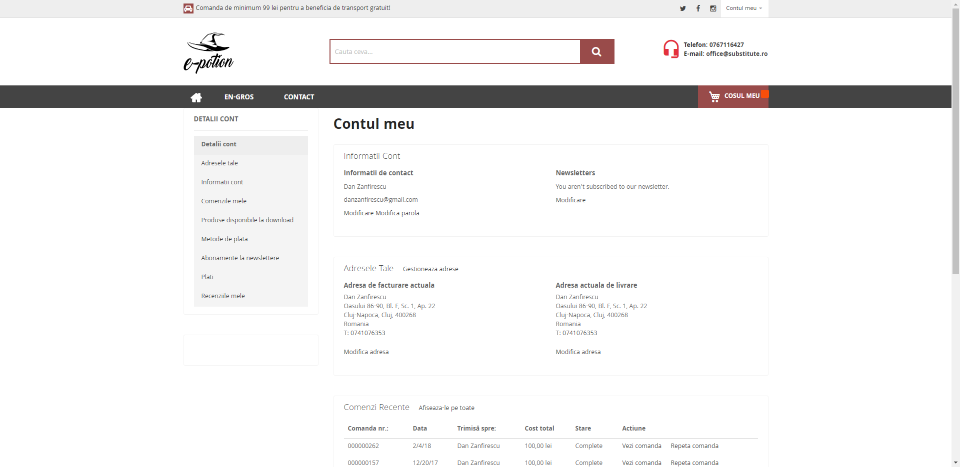 Comanda de minimum 99 lei pentru a beneficia de transport gratuit!
Contul meu
e-potion
Cauta ceva...
Telefon: 0767116427
E-mail: office@substitute.ro
EN-GROS
CONTACT
COSUL MEU
DETALII CONT
Detalii cont
Adresele tale
Informatii cont
Comenzile mele
Produse disponibile la download
Metode de plata
Abonamente la newslettere
Plati
Recenziile mele
Contul meu
Informatii Cont
Informatii de contact
Dan Zanfirescu
danzanfirescu@gmail.com
Modificare Modifica parola
Newsletters
You aren't subscribed to our newsletter.
Modificare
Adresele Tale Gestioneaza adrese
Adresa de facturare actuala
Dan Zanfirescu
Oasului 86-90, Bl. F, Sc. 1, Ap. 22
Cluj-Napoca, Cluj, 400268
Romania
T: 0741076353
Modifica adresa
Adresa actuala de livrare
Dan Zanfirescu
Oasului 86-90, Bl. F, Sc. 1, Ap. 22
Cluj-Napoca, Cluj, 400268
Romania
T: 0741076353
Modifica adresa
Comenzi Recente Afiseaza-le pe toate
Comanda nr.: Data Trimisă spre: Cost total Stare Actiune
000000262 2/4/18 Dan Zanfirescu 100,00 lei Complete Vezi comanda Repeta comanda
000000157 12/20/17 Dan Zanfirescu 100,00 lei Complete Vezi comanda Repeta comanda